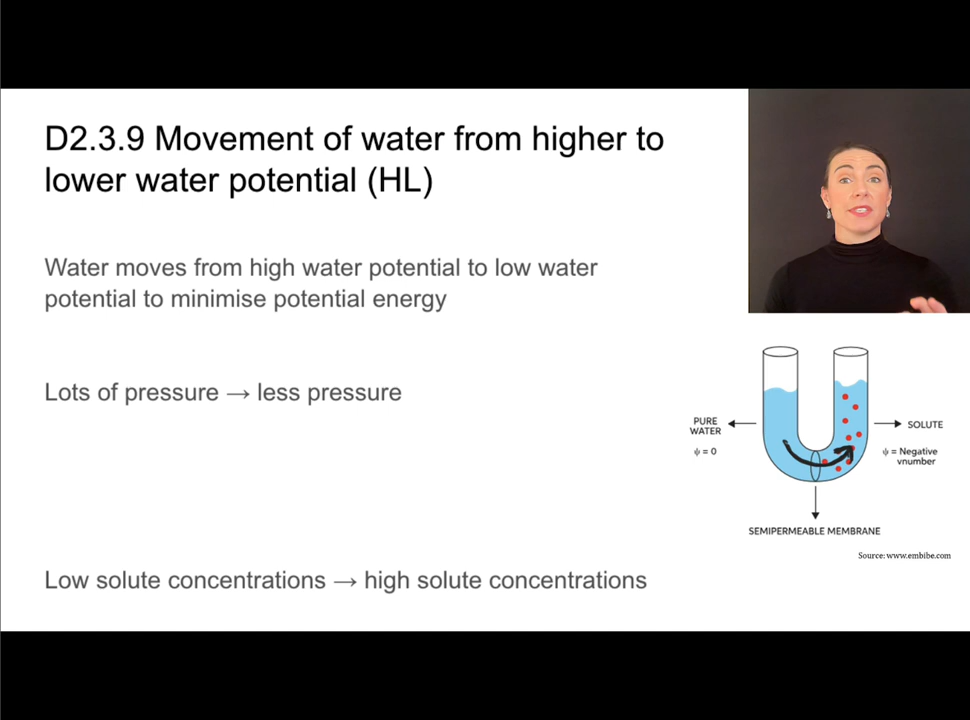 D2.3.9 Movement of water from higher to
lower water potential (HL)
Water moves from high water potential to low water
potential to minimise potential energy
Lots of pressure → less pressure
PURE
WATER
ψ = 0
SOLUTE
ψ = Negative
vnumber
SEMIPERMEABLE MEMBRANE
Source: www.embibe.com
Low solute concentrations → high solute concentrations